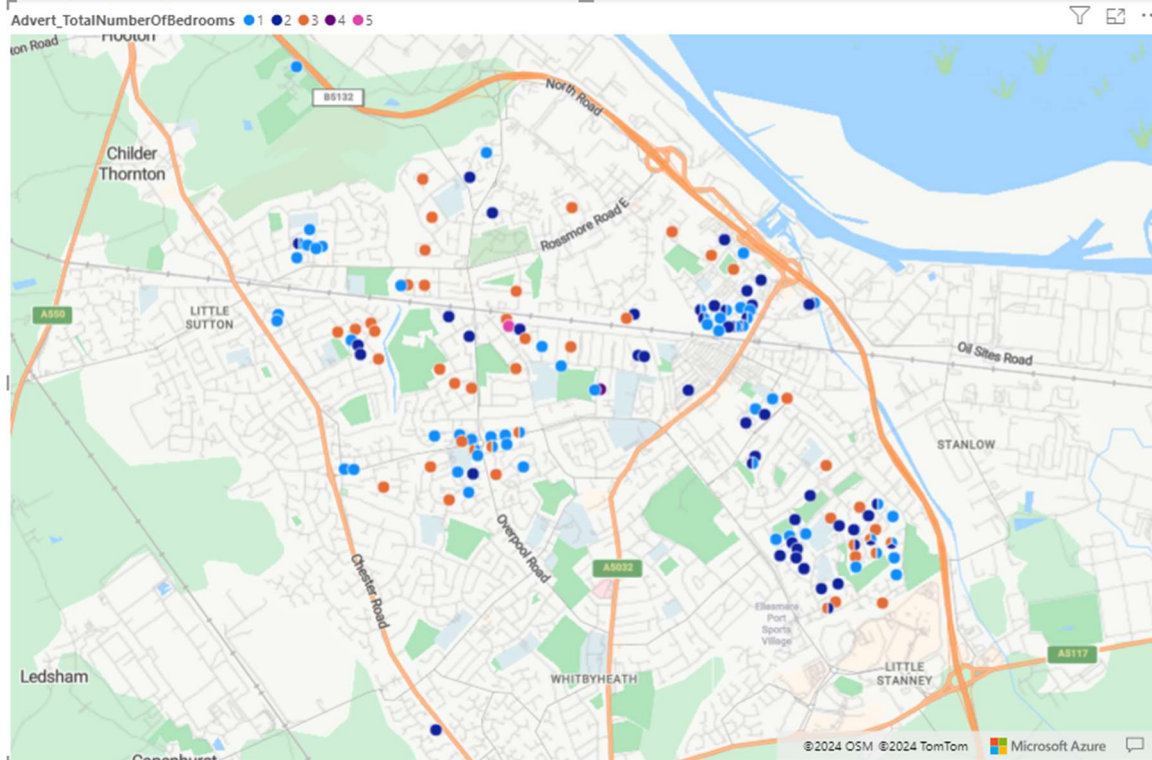 Advert_TotalNumberOfBedrooms 1 2 3 4 5
Hooton
ton Road
B5132
North Road
Childer
Thornton
Rossmore Road E
A550
LITTLE
SUTTON
Oil Sites Road
STANLOW
Overpool Road
Chester Road
A5032
Ellesmere
Port
Sports
Village
A5117
Ledsham
WHITBYHEATH
LITTLE
STANNEY
©2024 OSM ©2024 TomTom Microsoft Azure